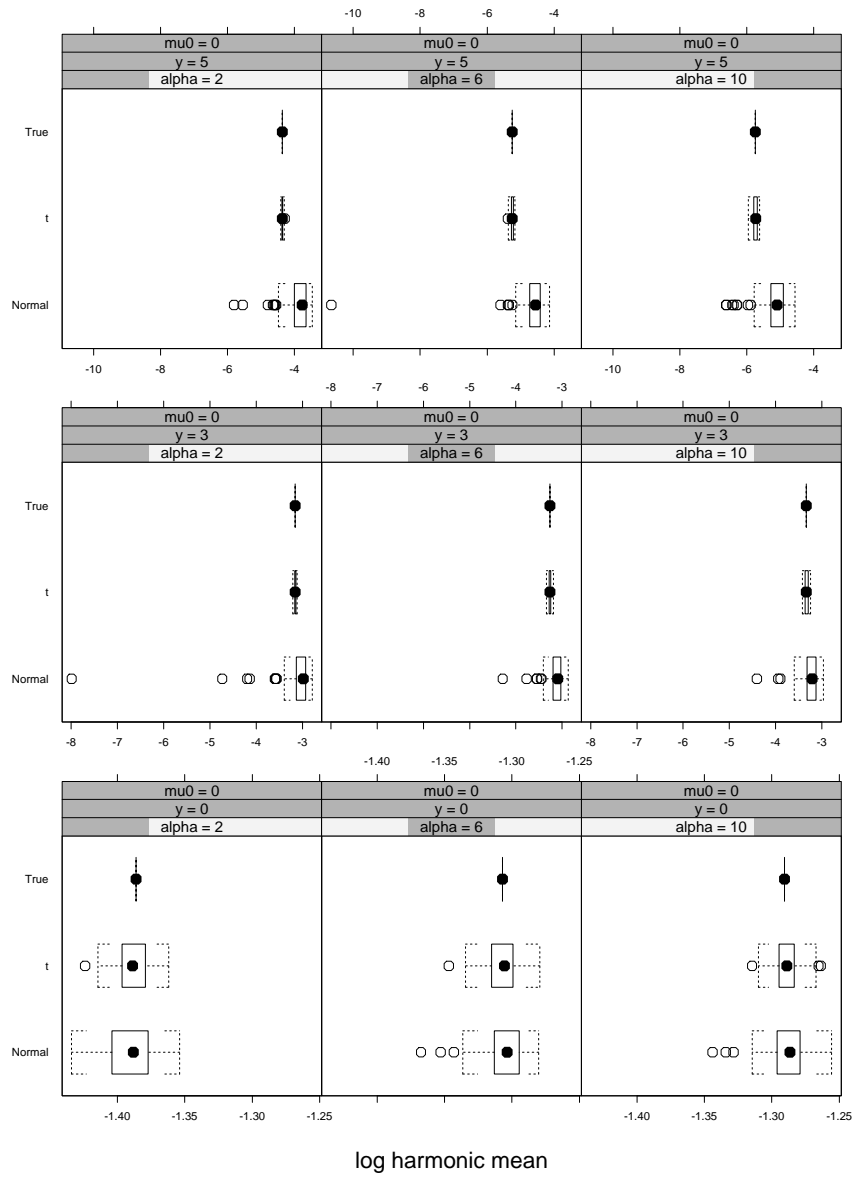 -10 -6 -4
mu0 = 0 mu0 = 0 mu0 = 0
y = 5 y = 5 y = 5
alpha = 2 alpha = 6 alpha = 10
True
t
Normal
-10 -6 -4 -10 -6 -4
-8 -7 -6 -5 -4 -3
mu0 = 0 mu0 = 0 mu0 = 0
y = 3 y = 3 y = 3
alpha = 2 alpha = 6 alpha = 10
True
t
Normal
-8 -7 -6 -5 -4 -3 -8 -7 -6 -5 -4 -3
-1.40 -1.35 -1.30 -1.25
mu0 = 0 mu0 = 0 mu0 = 0
y = 0 y = 0 y = 0
alpha = 2 alpha = 6 alpha = 10
True
t
Normal
-1.40 -1.35 -1.30 -1.25 -1.40 -1.35 -1.30 -1.25
log harmonic mean